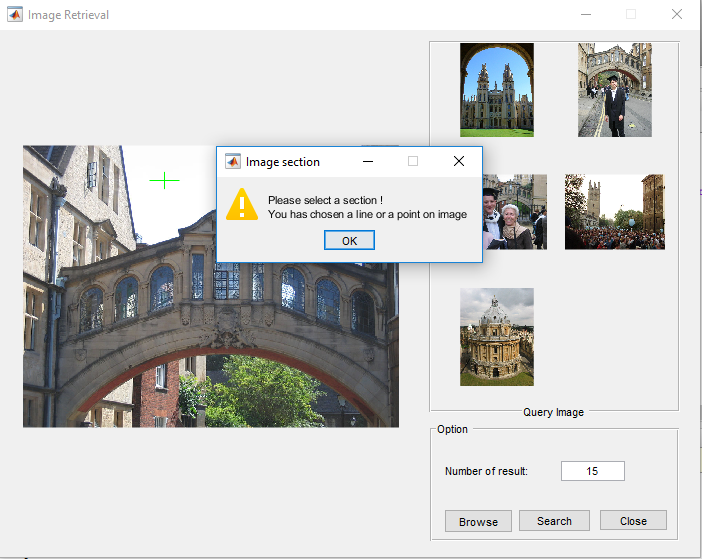 Image Retrieval
Image section
Please select a section !
You has chosen a line or a point on image
OK
Query Image
Option
Number of result:
15
Browse
Search
Close